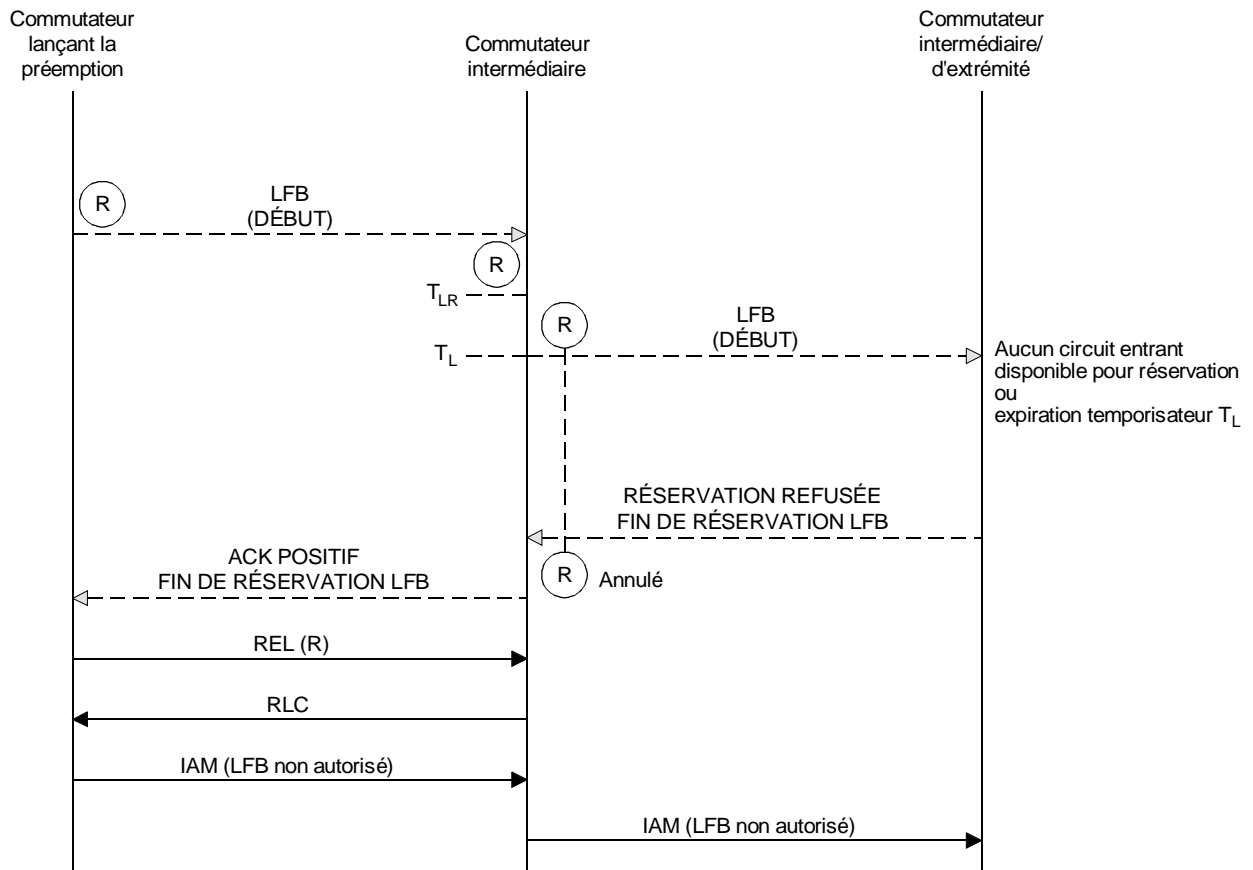 Commutateur
lançant la
préemption
Commutateur
intermédiaire
Commutateur
intermédiaire/
d'extrémité
R
LFB
(DÉBUT)
R
TLR
R
LFB
(DÉBUT)
TL
Aucun circuit entrant
disponible pour réservation
ou
expiration temporisateur TL
RÉSERVATION REFUSÉE
FIN DE RÉSERVATION LFB
ACK POSITIF
FIN DE RÉSERVATION LFB
R
Annulé
REL (R)
RLC
IAM (LFB non autorisé)
IAM (LFB non autorisé)